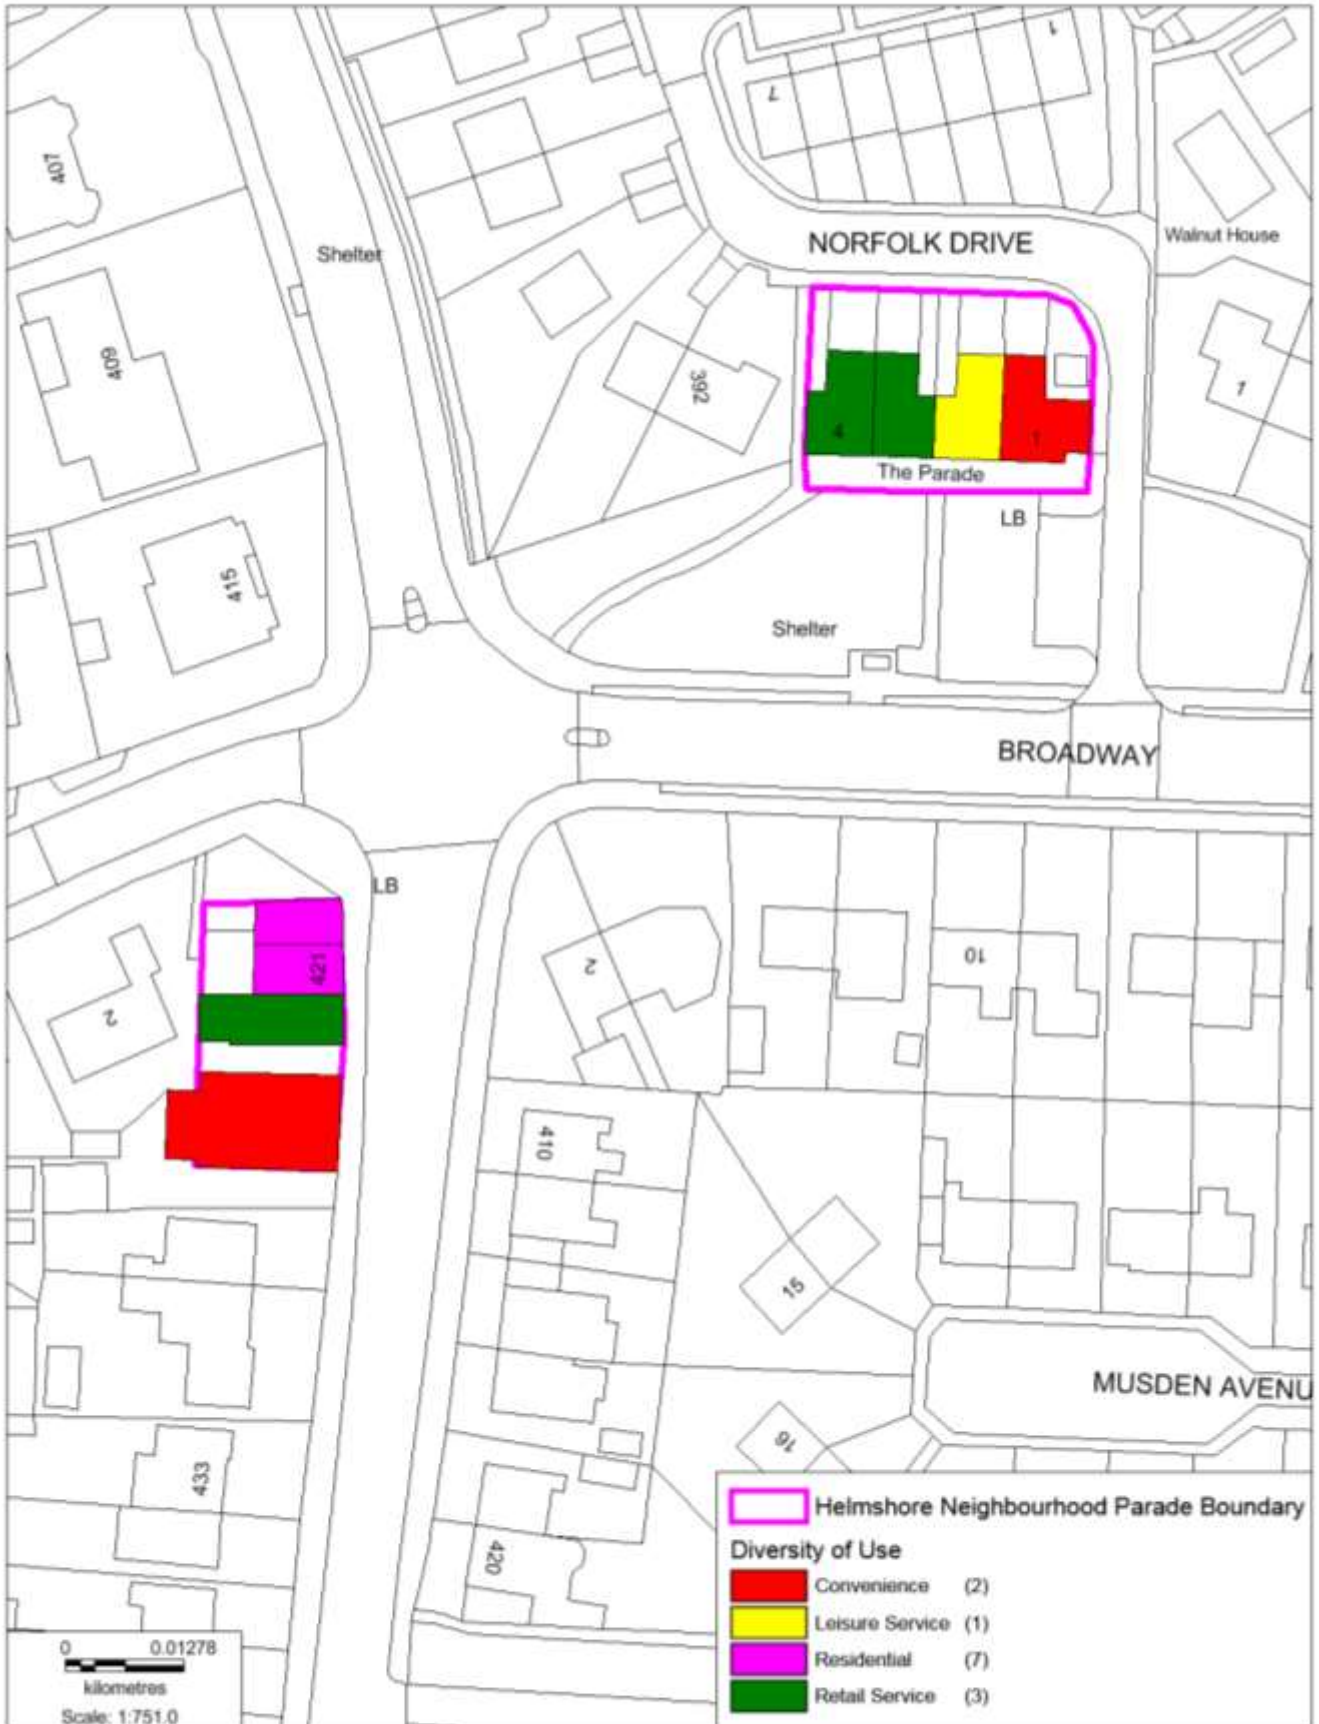 1
7
407
NORFOLK DRIVE
Walnut House
Shelter
409
392
1
4
1
The Parade
LB
415
Shelter
BROADWAY
LB
421
2
2
10
410
15
MUSDEN AVENU
16
433
420
Helmshore Neighbourhood Parade Boundary
Diversity of Use
Convenience (2)
Leisure Service (1)
Residential (7)
Retail Service (3)
0 0.01278
kilometres
Scale: 1:751.0